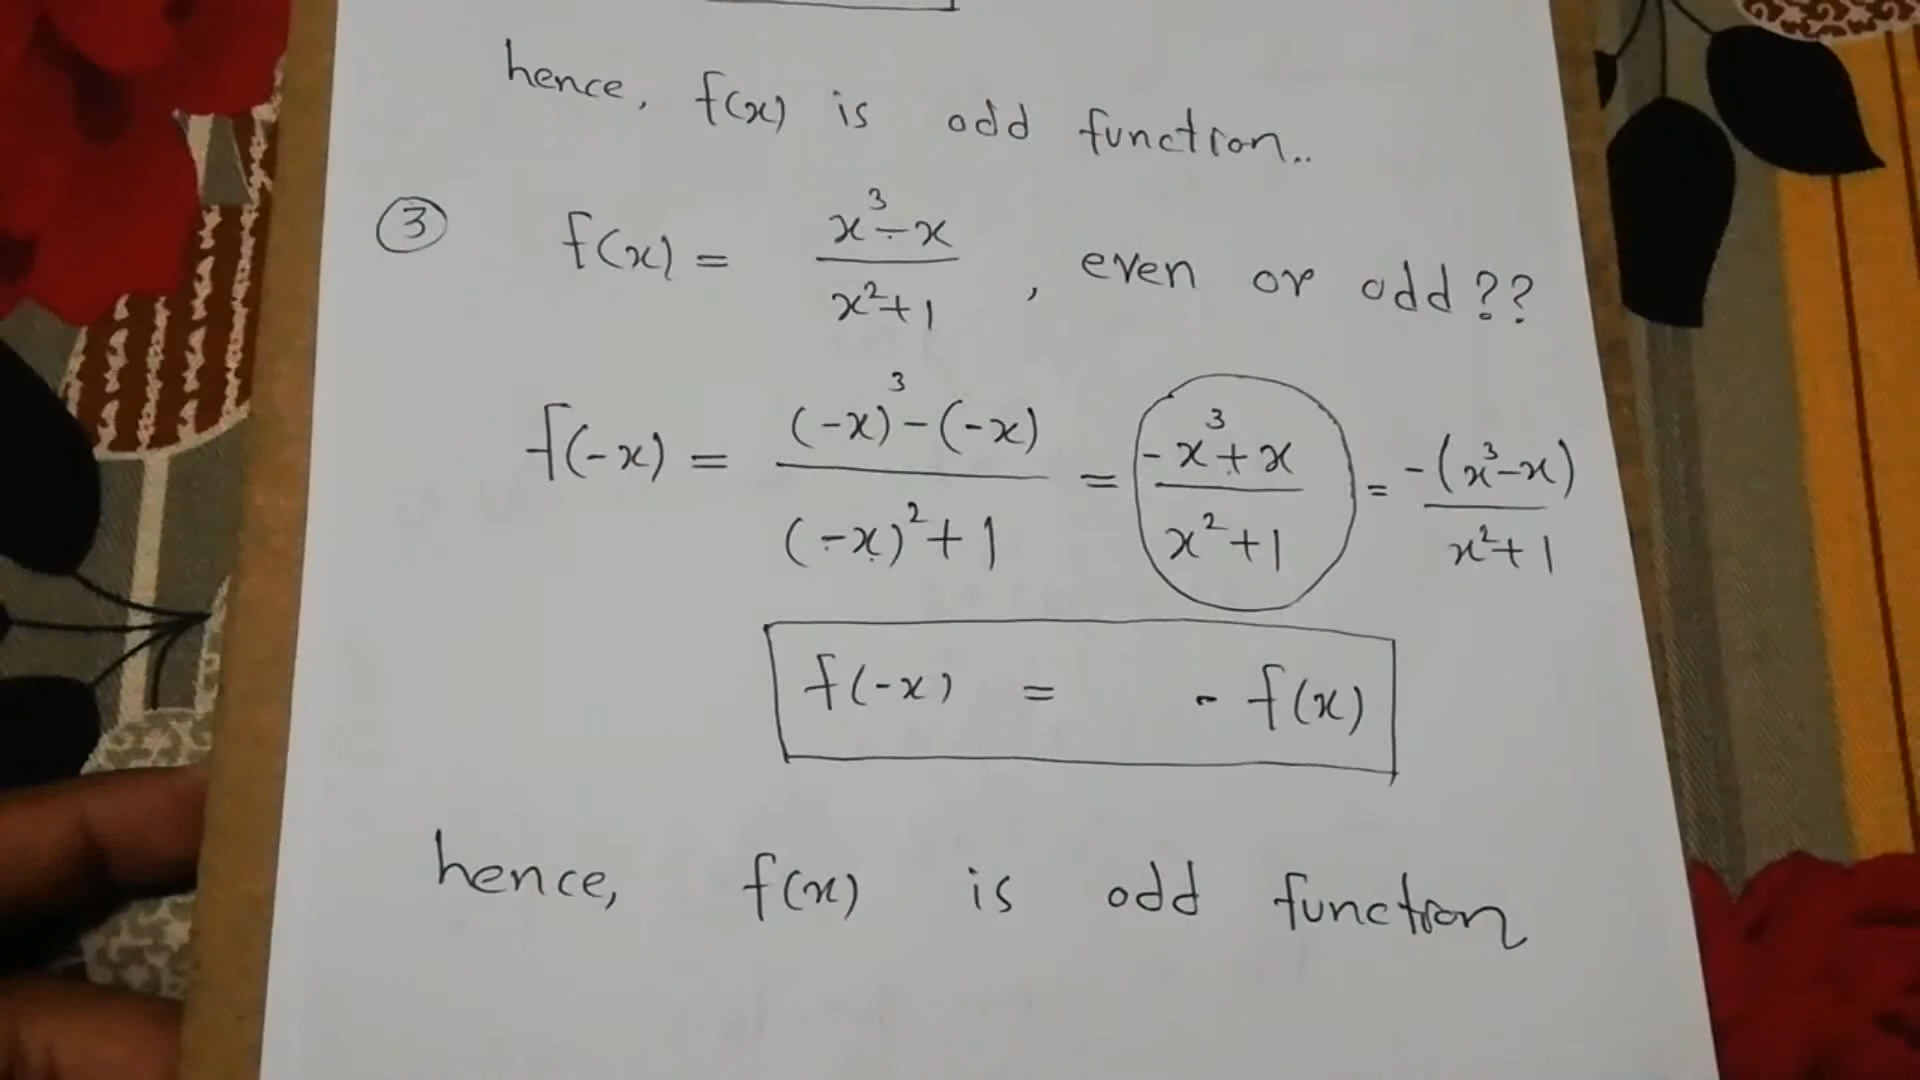 hence, f(x) is odd function..
③ f(x) = x³-x / x²+1 , even or odd??
f(-x) = (-x)³-(-x) / (-x)²+1 = -x³+x / x²+1 = -(x³-x) / x²+1
f(-x) = - f(x)
hence, f(x) is odd function